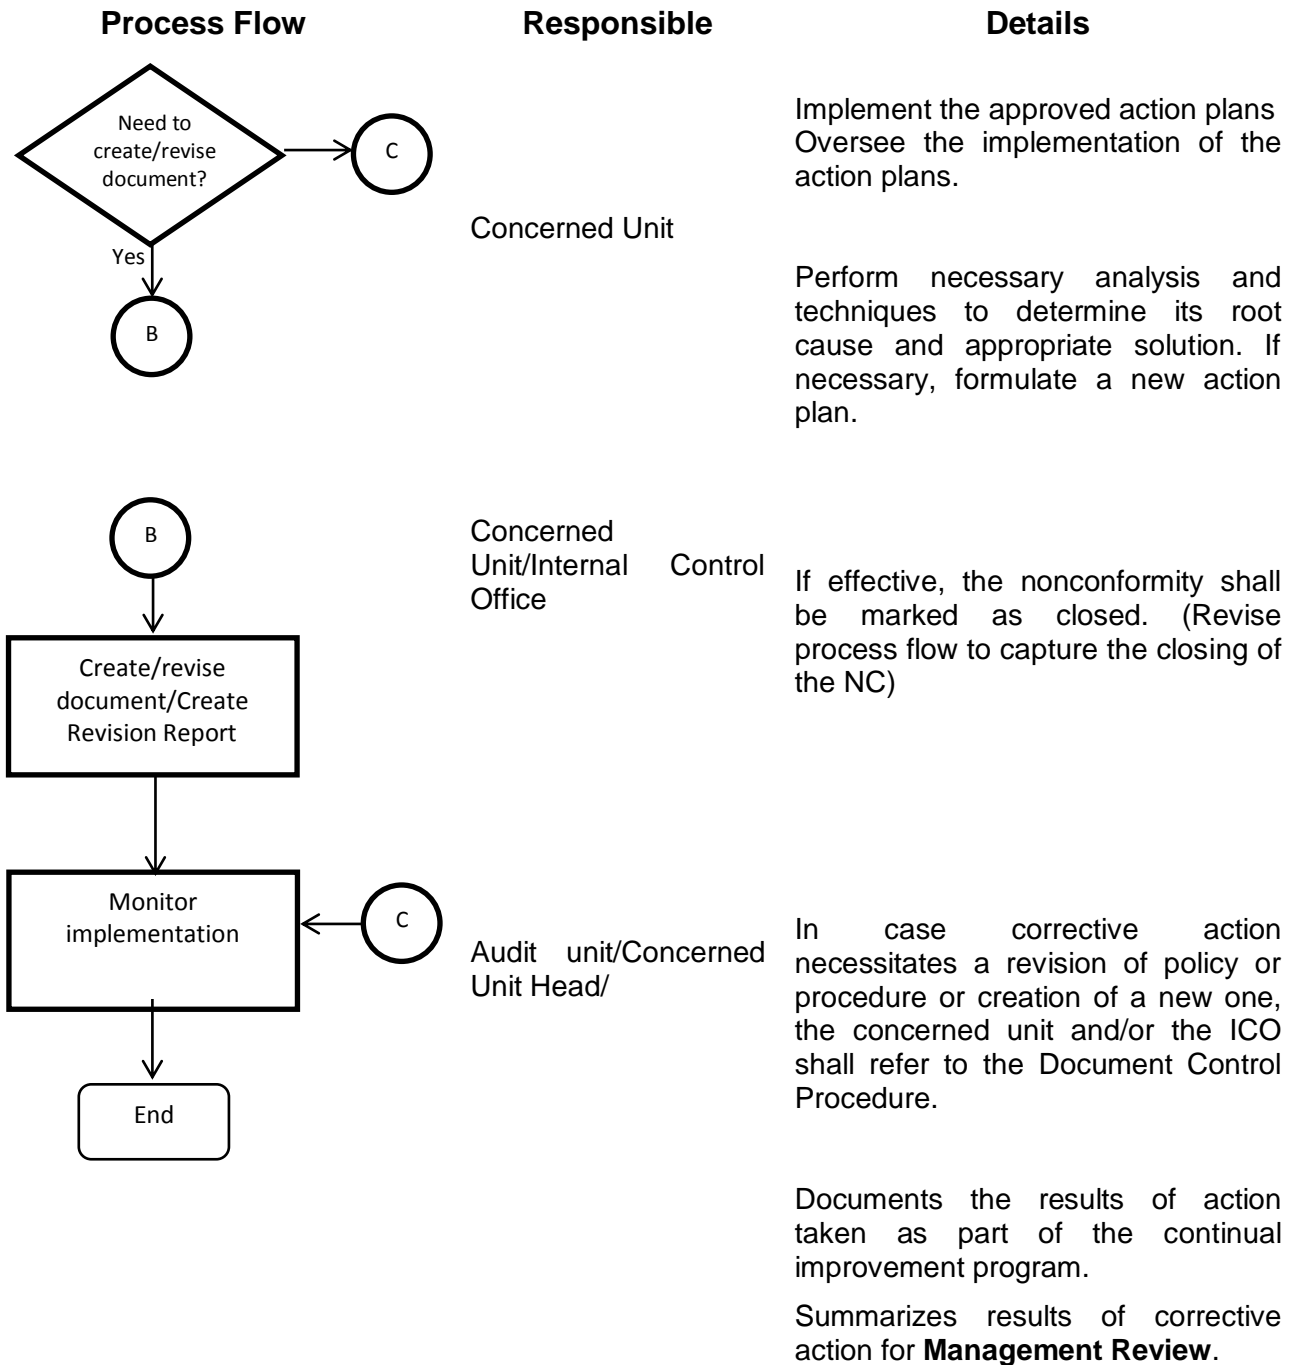 Process Flow
Responsible
Details
Need to
create/revise
document?
C
Yes
B
Concerned Unit
Implement the approved action plans
Oversee the implementation of the
action plans.
Perform necessary analysis and
techniques to determine its root
cause and appropriate solution. If
necessary, formulate a new action
plan.
B
Create/revise
document/Create
Revision Report
Concerned
Unit/Internal Control
Office
If effective, the nonconformity shall
be marked as closed. (Revise
process flow to capture the closing of
the NC)
Monitor
implementation
C
End
Audit unit/Concerned
Unit Head/
In case corrective action
necessitates a revision of policy or
procedure or creation of a new one,
the concerned unit and/or the ICO
shall refer to the Document Control
Procedure.
Documents the results of action
taken as part of the continual
improvement program.
Summarizes results of corrective
action for Management Review.